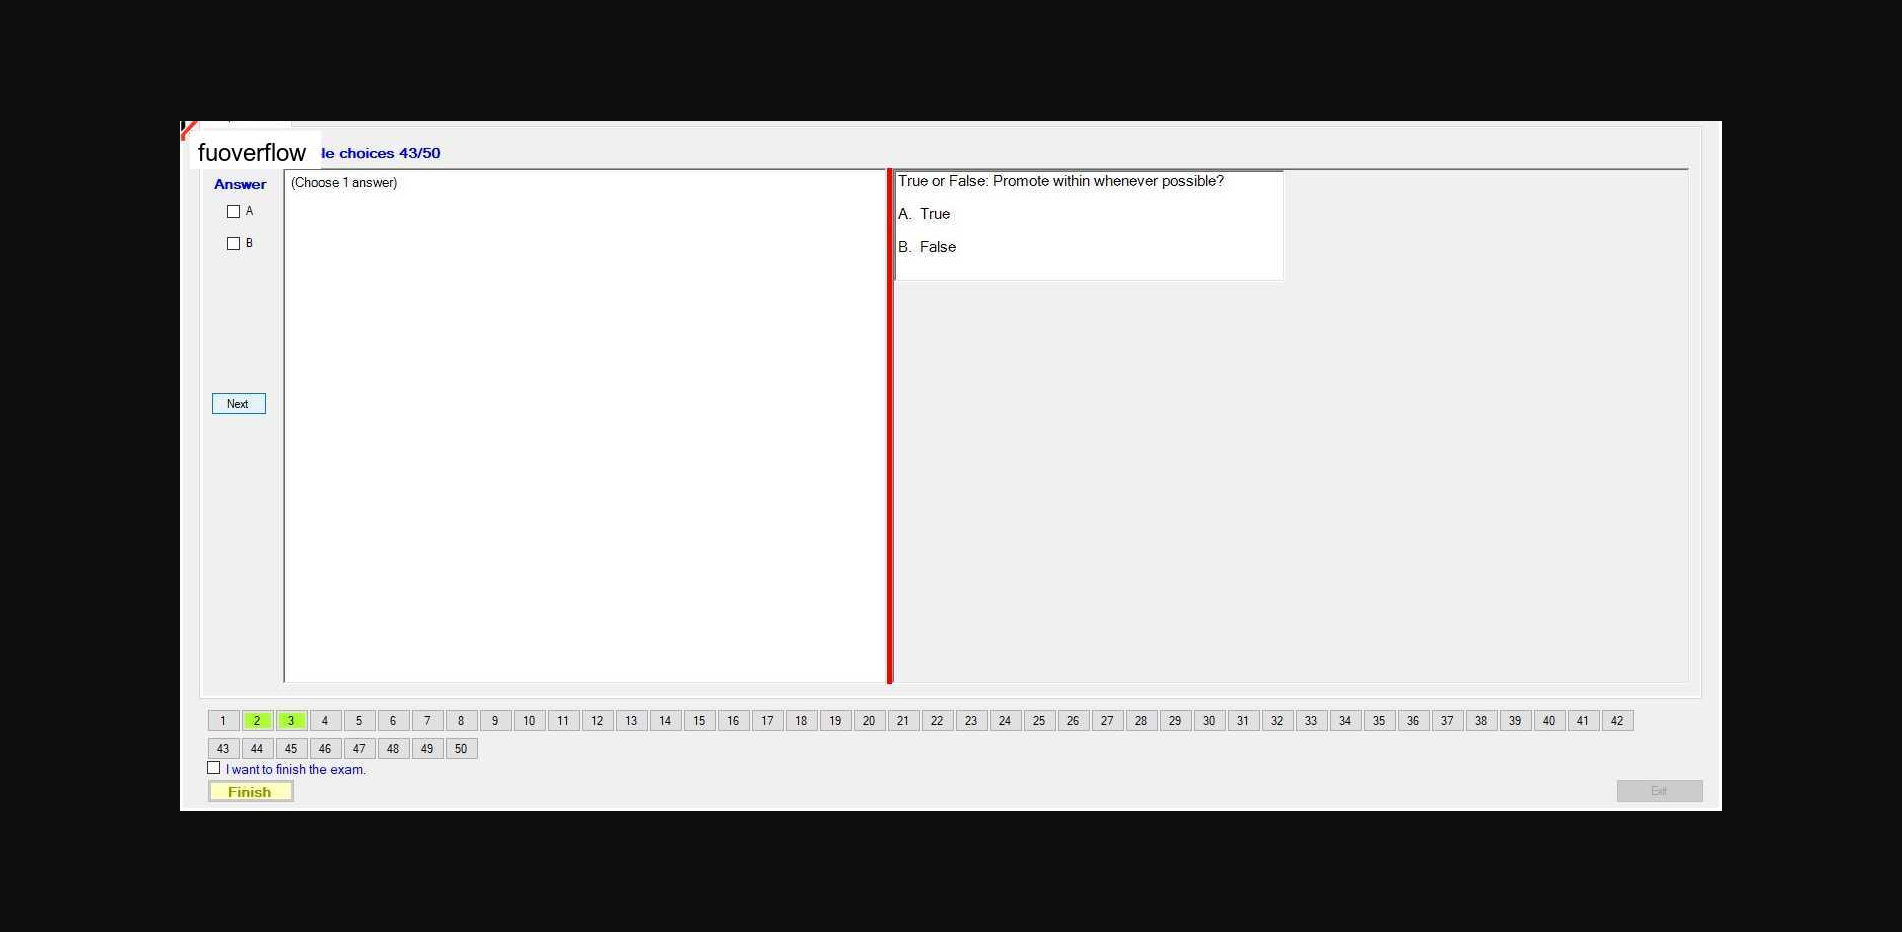 fuoverflow
le choices 43/50
Answer
(Choose 1 answer)
A
B
Next
True or False: Promote within whenever possible?
A. True
B. False
1 2 3 4 5 6 7 8 9 10 11 12 13 14 15 16 17 18 19 20 21 22 23 24 25 26 27 28 29 30 31 32 33 34 35 36 37 38 39 40 41 42
43 44 45 46 47 48 49 50
I want to finish the exam.
Finish
Exit